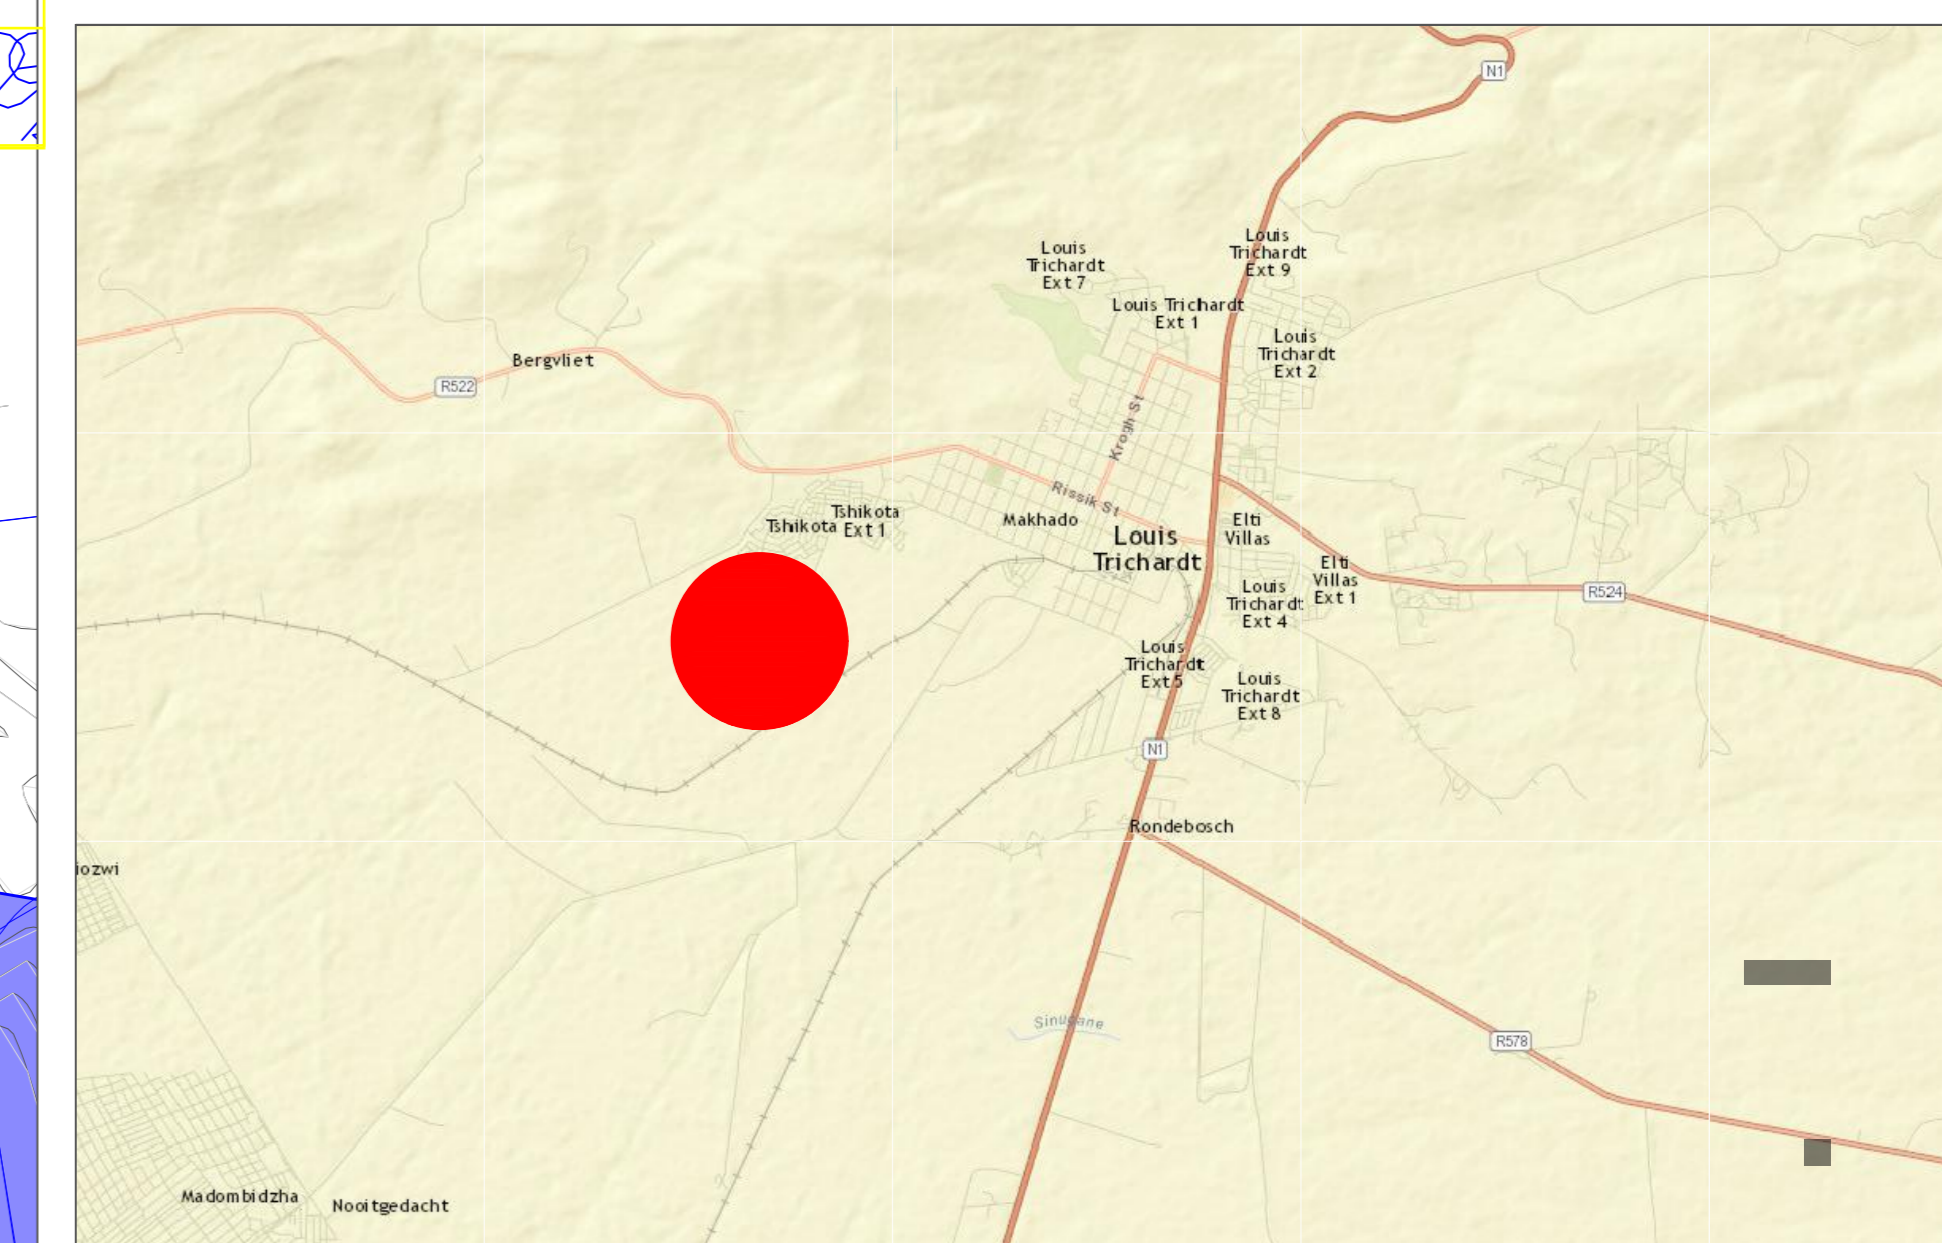 N1
Louis
Trichardt
Ext 9
Louis
Trichardt
Ext 7
Louis Trichardt
Ext 1
Louis
Trichardt
Ext 2
Bergvliet
R522
Krogh St
Rissik St
Tshikota
Tshikota
Ext 1
Makhado
Louis
Trichardt
Elti
Villas
Elti
Villas
Ext 1
R524
Louis
Trichardt
Ext 4
Louis
Trichardt
Ext 5
Louis
Trichardt
Ext 8
N1
Rondebosch
iozwi
Sinugane
R578
Madombidzha
Nooitgedacht